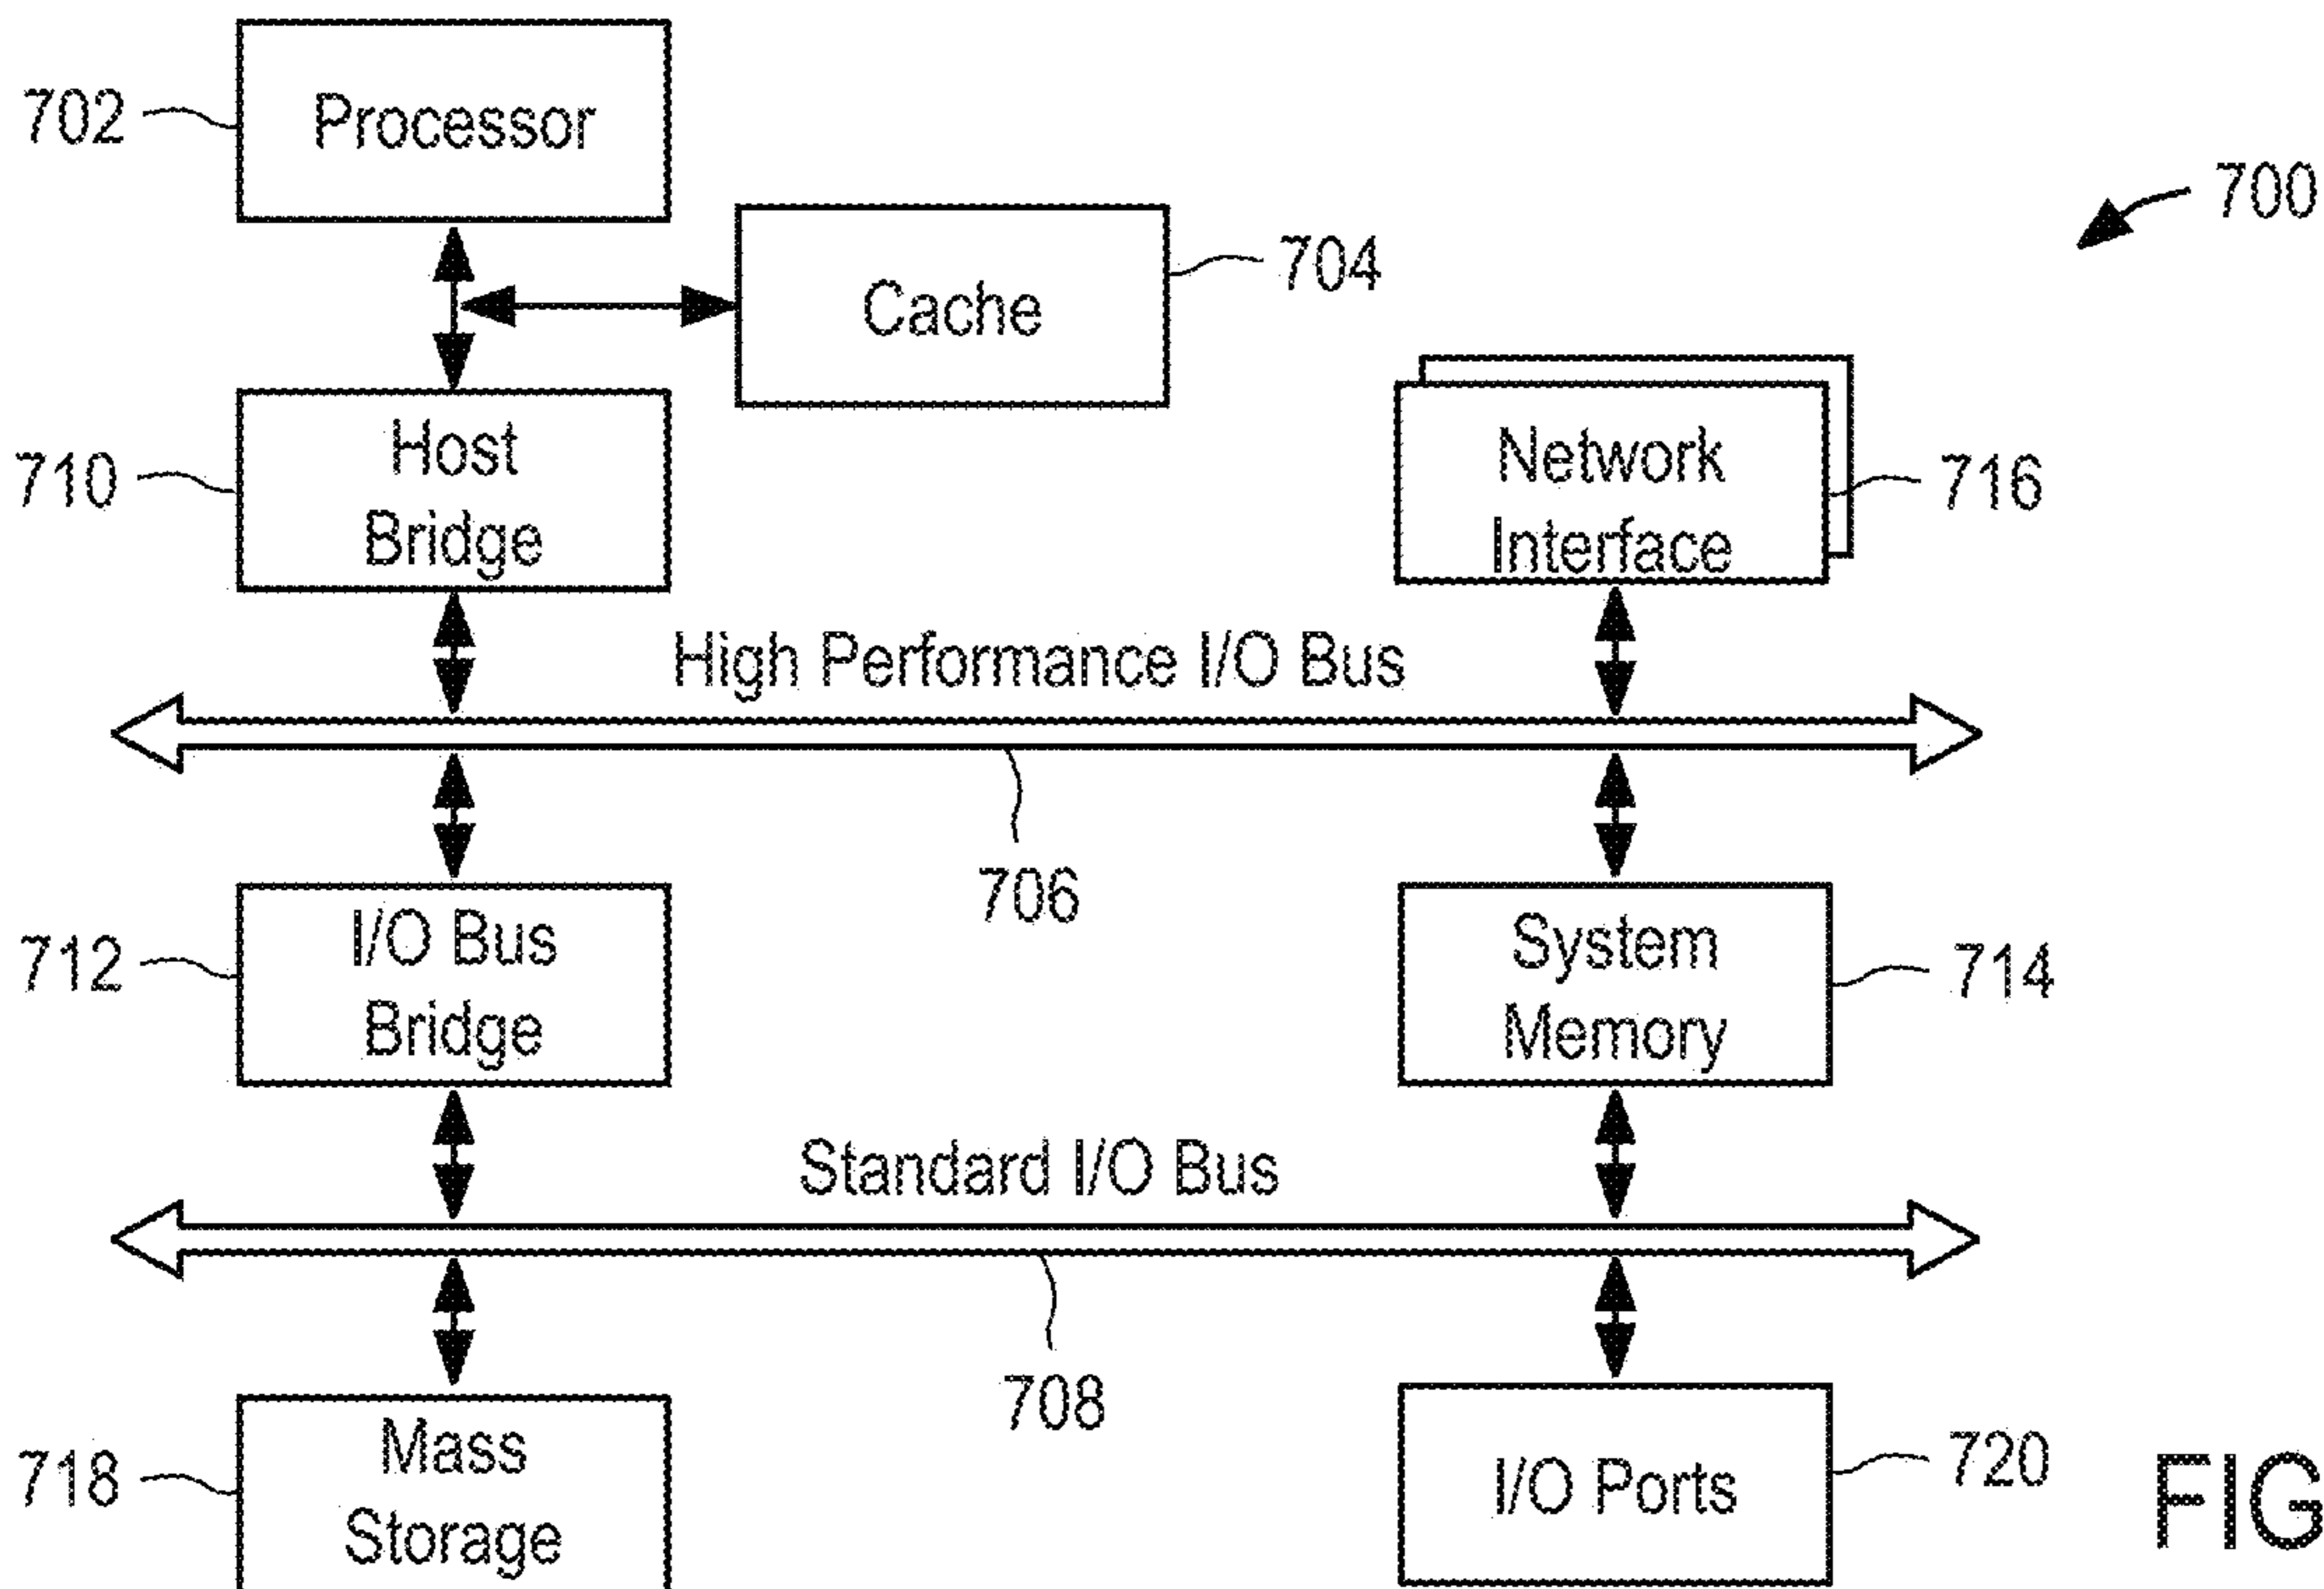 702
Processor
700
704
Cache
710
Host
Bridge
Network
Interface
716
High Performance I/O Bus
706
712
I/O Bus
Bridge
System
Memory
714
Standard I/O Bus
708
718
Mass
Storage
I/O Ports
720
FIG